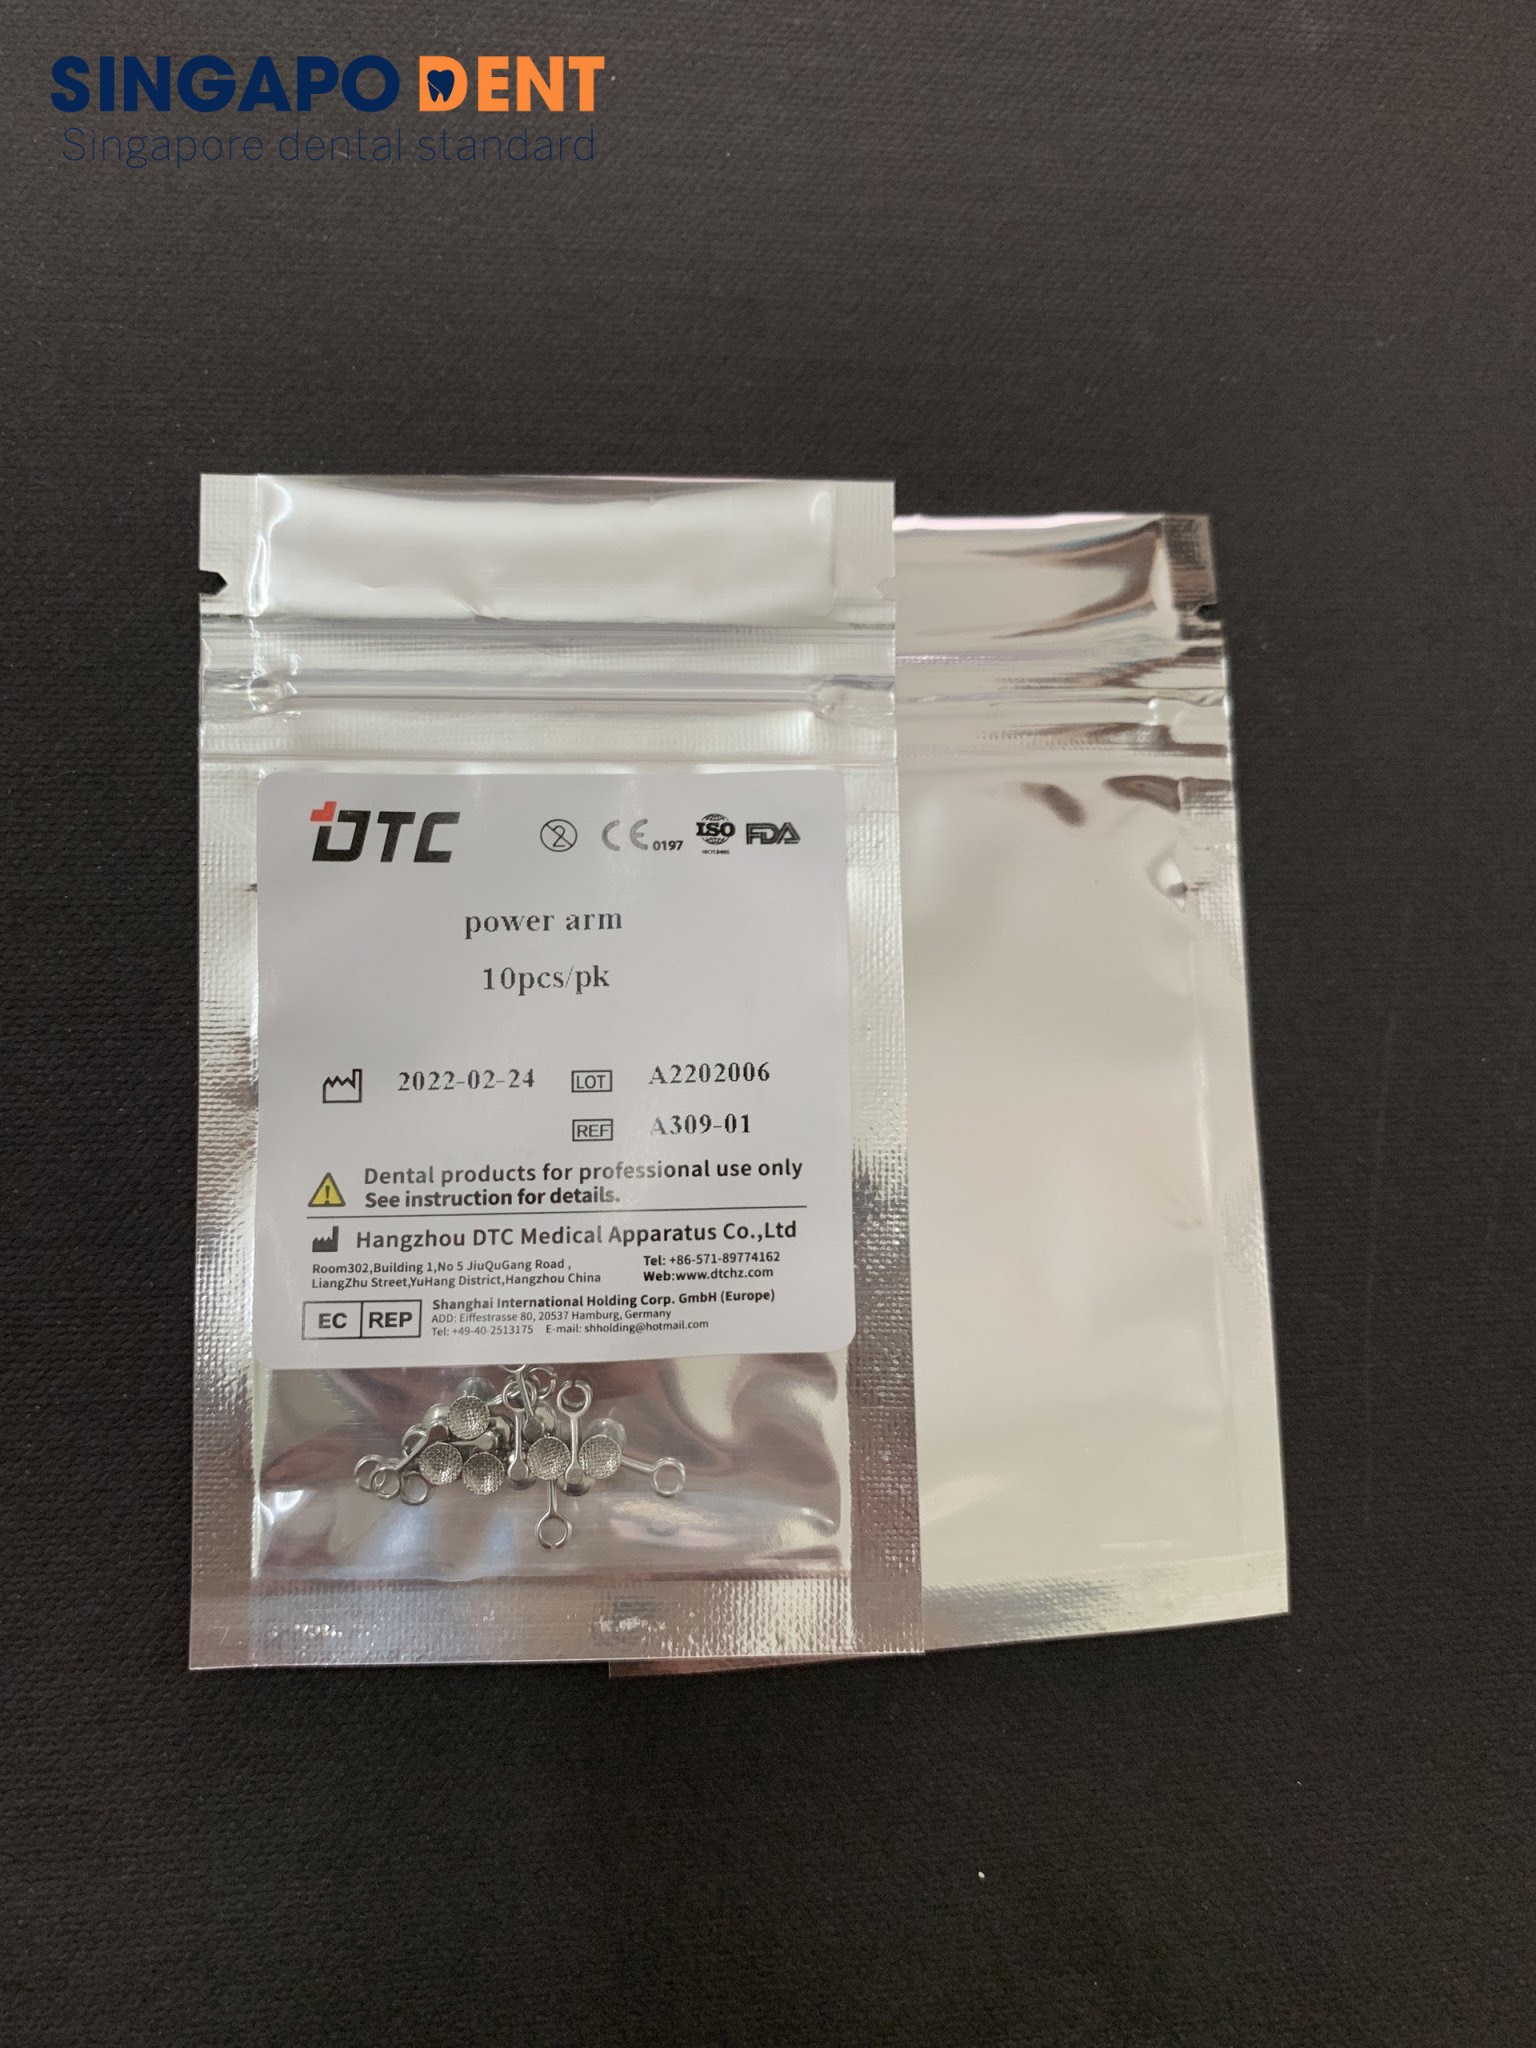 SINGAPO DENT
Singapore dental standard
DTC
2 CE 0197 ISO FDA
power arm
10pcs/pk
2022-02-24 LOT A2202006
REF A309-01
Dental products for professional use only
See instruction for details.
Hangzhou DTC Medical Apparatus Co.,Ltd
Room302,Building 1,No 5 JiuQuGang Road , Tel: +86-571-89774162
LiangZhu Street,YuHang District,Hangzhou China Web:www.dtchz.com
EC REP Shanghai International Holding Corp. GmbH (Europe)
ADD: Eiffestrasse 80, 20537 Hamburg, Germany
Tel: +49-40-2513175 E-mail: shholding@hotmail.com